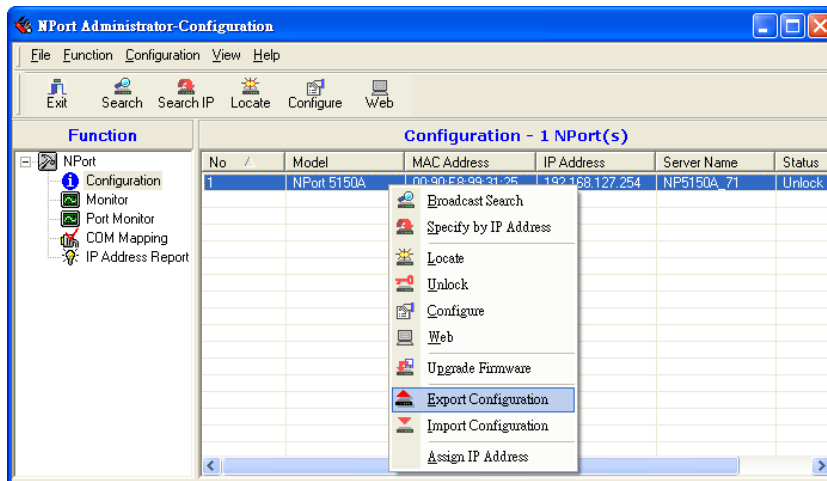 NPort Administrator-Configuration
File Function Configuration View Help
Exit Search Search IP Locate Configure Web
Function
Configuration - 1 NPort(s)
NPort
Configuration
Monitor
Port Monitor
COM Mapping
IP Address Report
No Model MAC Address IP Address Server Name Status
1 NPort 5150A 00:90:E8:99:31:25 192.168.127.254 NP5150A_71 Unlock
Broadcast Search
Specify by IP Address
Locate
Unlock
Configure
Web
Upgrade Firmware
Export Configuration
Import Configuration
Assign IP Address